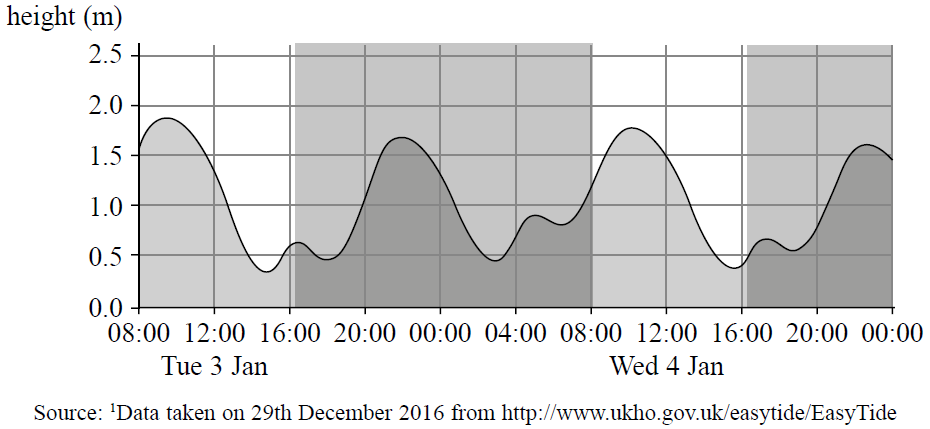 height (m)
2.5
2.0
1.5
1.0
0.5
0.0
08:00 12:00 16:00 20:00 00:00 04:00 08:00 12:00 16:00 20:00 00:00
Tue 3 Jan Wed 4 Jan
Source: ¹Data taken on 29th December 2016 from http://www.ukho.gov.uk/easytide/EasyTide